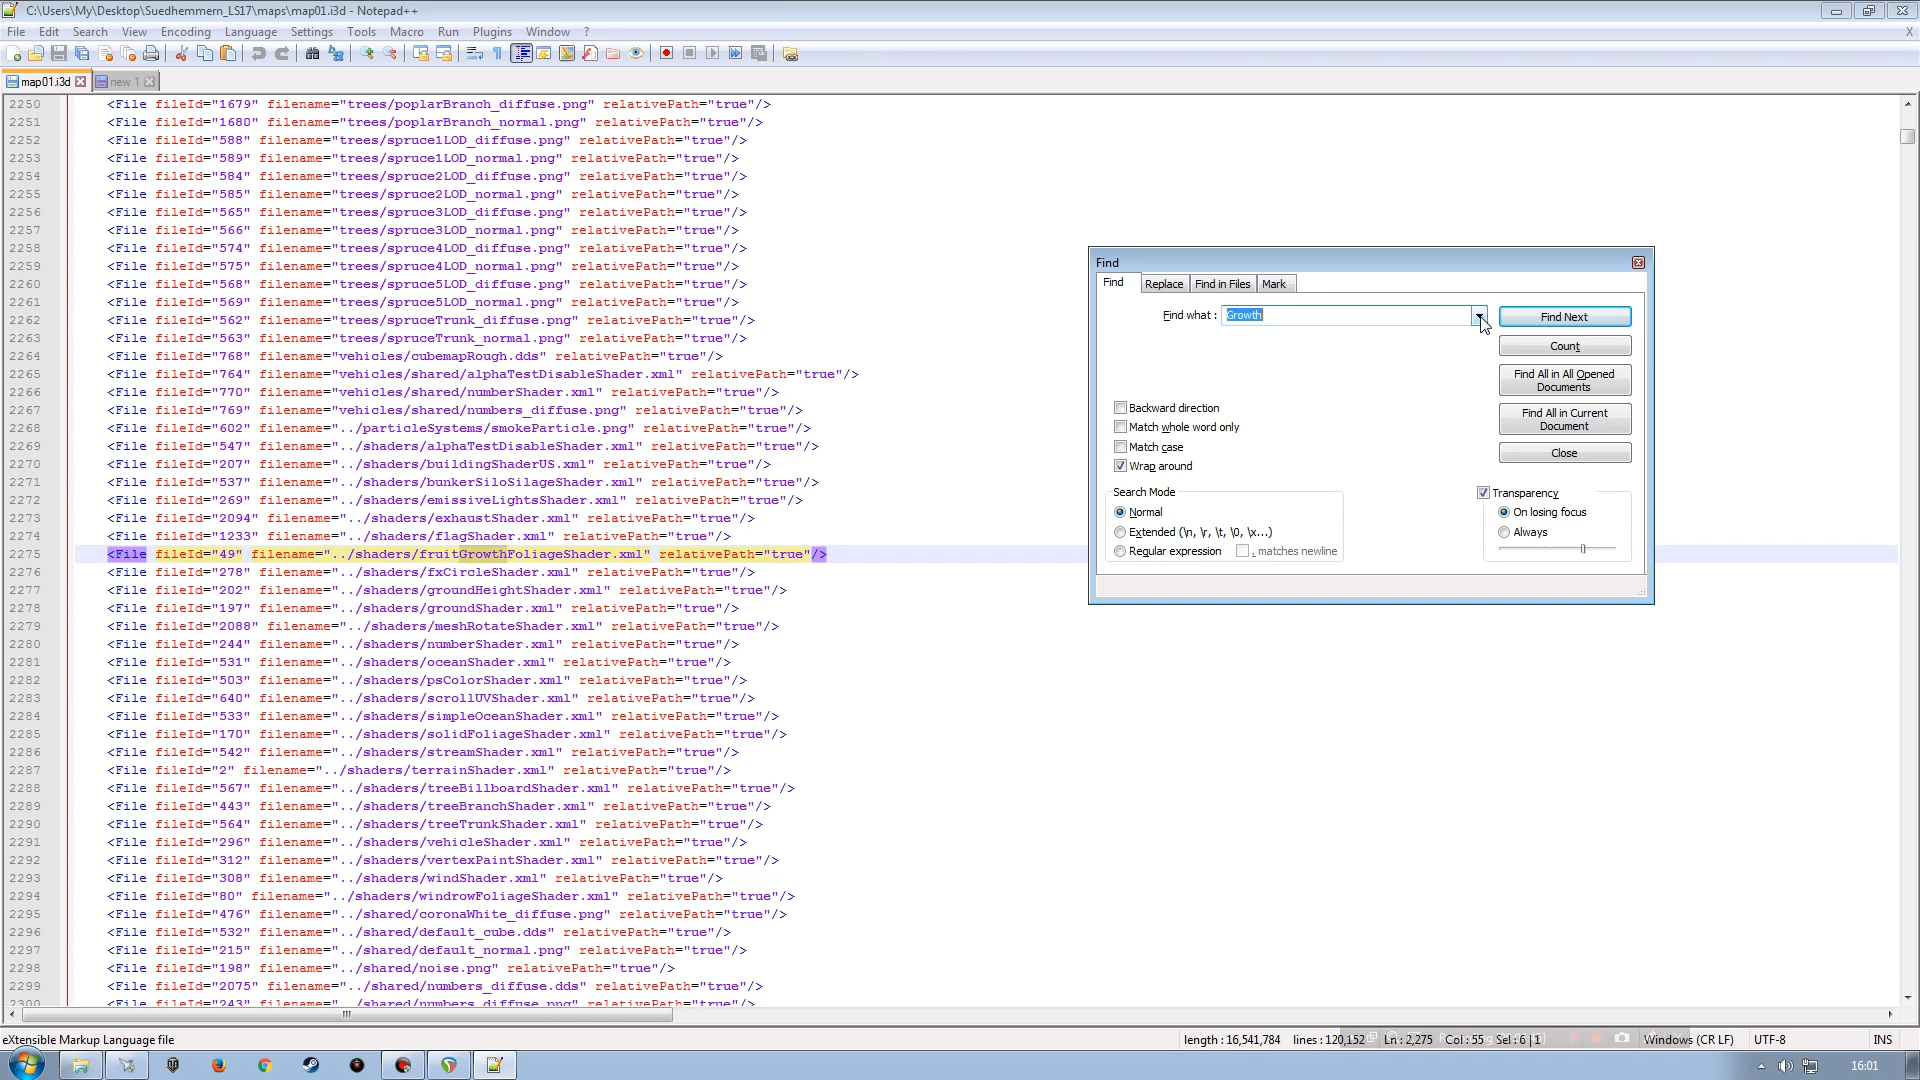 C:\Users\My\Desktop\Suedhemmern_LS17\maps\map01.i3d - Notepad++
File Edit Search View Encoding Language Settings Tools Macro Run Plugins Window ? X
map01.i3d new 1
2250 <File fileId="1679" filename="trees/poplarBranch_diffuse.png" relativePath="true"/>
2251 <File fileId="1680" filename="trees/poplarBranch_normal.png" relativePath="true"/>
2252 <File fileId="588" filename="trees/spruce1LOD_diffuse.png" relativePath="true"/>
2253 <File fileId="589" filename="trees/spruce1LOD_normal.png" relativePath="true"/>
2254 <File fileId="584" filename="trees/spruce2LOD_diffuse.png" relativePath="true"/>
2255 <File fileId="585" filename="trees/spruce2LOD_normal.png" relativePath="true"/>
2256 <File fileId="565" filename="trees/spruce3LOD_diffuse.png" relativePath="true"/>
2257 <File fileId="566" filename="trees/spruce3LOD_normal.png" relativePath="true"/>
2258 <File fileId="574" filename="trees/spruce4LOD_diffuse.png" relativePath="true"/>
2259 <File fileId="575" filename="trees/spruce4LOD_normal.png" relativePath="true"/>
2260 <File fileId="568" filename="trees/spruce5LOD_diffuse.png" relativePath="true"/>
2261 <File fileId="569" filename="trees/spruce5LOD_normal.png" relativePath="true"/>
2262 <File fileId="562" filename="trees/spruceTrunk_diffuse.png" relativePath="true"/>
2263 <File fileId="563" filename="trees/spruceTrunk_normal.png" relativePath="true"/>
2264 <File fileId="768" filename="vehicles/cubemapRough.dds" relativePath="true"/>
2265 <File fileId="764" filename="vehicles/shared/alphaTestDisableShader.xml" relativePath="true"/>
2266 <File fileId="770" filename="vehicles/shared/numberShader.xml" relativePath="true"/>
2267 <File fileId="769" filename="vehicles/shared/numbers_diffuse.png" relativePath="true"/>
2268 <File fileId="602" filename="../particleSystems/smokeParticle.png" relativePath="true"/>
2269 <File fileId="547" filename="../shaders/alphaTestDisableShader.xml" relativePath="true"/>
2270 <File fileId="207" filename="../shaders/buildingShaderUS.xml" relativePath="true"/>
2271 <File fileId="537" filename="../shaders/bunkerSiloSilageShader.xml" relativePath="true"/>
2272 <File fileId="269" filename="../shaders/emissiveLightsShader.xml" relativePath="true"/>
2273 <File fileId="2094" filename="../shaders/exhaustShader.xml" relativePath="true"/>
2274 <File fileId="1233" filename="../shaders/flagShader.xml" relativePath="true"/>
2275 <File fileId="49" filename="../shaders/fruitGrowthFoliageShader.xml" relativePath="true"/>
2276 <File fileId="278" filename="../shaders/fxCircleShader.xml" relativePath="true"/>
2277 <File fileId="202" filename="../shaders/groundHeightShader.xml" relativePath="true"/>
2278 <File fileId="197" filename="../shaders/groundShader.xml" relativePath="true"/>
2279 <File fileId="2088" filename="../shaders/meshRotateShader.xml" relativePath="true"/>
2280 <File fileId="244" filename="../shaders/numberShader.xml" relativePath="true"/>
2281 <File fileId="531" filename="../shaders/oceanShader.xml" relativePath="true"/>
2282 <File fileId="503" filename="../shaders/psColorShader.xml" relativePath="true"/>
2283 <File fileId="640" filename="../shaders/scrollUVShader.xml" relativePath="true"/>
2284 <File fileId="533" filename="../shaders/simpleOceanShader.xml" relativePath="true"/>
2285 <File fileId="170" filename="../shaders/solidFoliageShader.xml" relativePath="true"/>
2286 <File fileId="542" filename="../shaders/streamShader.xml" relativePath="true"/>
2287 <File fileId="2" filename="../shaders/terrainShader.xml" relativePath="true"/>
2288 <File fileId="567" filename="../shaders/treeBillboardShader.xml" relativePath="true"/>
2289 <File fileId="443" filename="../shaders/treeBranchShader.xml" relativePath="true"/>
2290 <File fileId="564" filename="../shaders/treeTrunkShader.xml" relativePath="true"/>
2291 <File fileId="296" filename="../shaders/vehicleShader.xml" relativePath="true"/>
2292 <File fileId="312" filename="../shaders/vertexPaintShader.xml" relativePath="true"/>
2293 <File fileId="308" filename="../shaders/windShader.xml" relativePath="true"/>
2294 <File fileId="80" filename="../shaders/windrowFoliageShader.xml" relativePath="true"/>
2295 <File fileId="476" filename="../shared/coronaWhite_diffuse.png" relativePath="true"/>
2296 <File fileId="532" filename="../shared/default_cube.dds" relativePath="true"/>
2297 <File fileId="215" filename="../shared/default_normal.png" relativePath="true"/>
2298 <File fileId="198" filename="../shared/noise.png" relativePath="true"/>
2299 <File fileId="2075" filename="../shared/numbers_diffuse.dds" relativePath="true"/>
2300 <File fileId="243" filename="../shared/numbers_diffuse.png" relativePath="true"/>
Find
Find Replace Find in Files Mark
Find what : Growth
Find Next
Count
Find All in All Opened Documents
Find All in Current Document
Close
Backward direction
Match whole word only
Match case
Wrap around
Search Mode
Normal
Extended (\n, \r, \t, \0, \x...)
Regular expression . matches newline
Transparency
On losing focus
Always
eXtensible Markup Language file length : 16,541,784 lines : 120,152 Ln : 2,275 Col : 55 Sel : 6 | 1 Windows (CR LF) UTF-8 INS
16:01